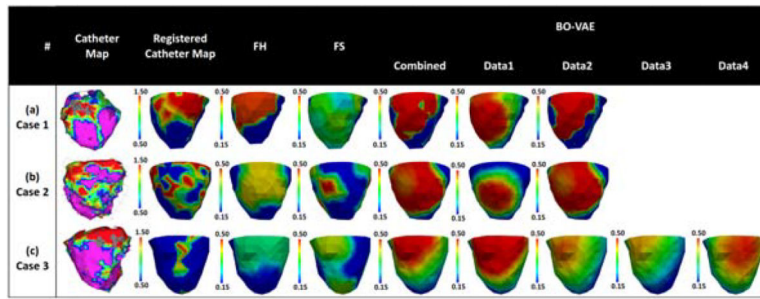 BO-VAE
# Catheter Map Registered Catheter Map FH FS Combined Data1 Data2 Data3 Data4
1.50 0.50 0.50 0.50 0.50 0.50
(a) Case 1
0.50 0.15 0.15 0.15 0.15 0.15
1.50 0.50 0.50 0.50 0.50 0.50
(b) Case 2
0.50 0.15 0.15 0.15 0.15 0.15
1.50 0.50 0.50 0.50 0.50 0.50 0.50 0.50
(c) Case 3
0.50 0.15 0.15 0.15 0.15 0.15 0.15 0.15